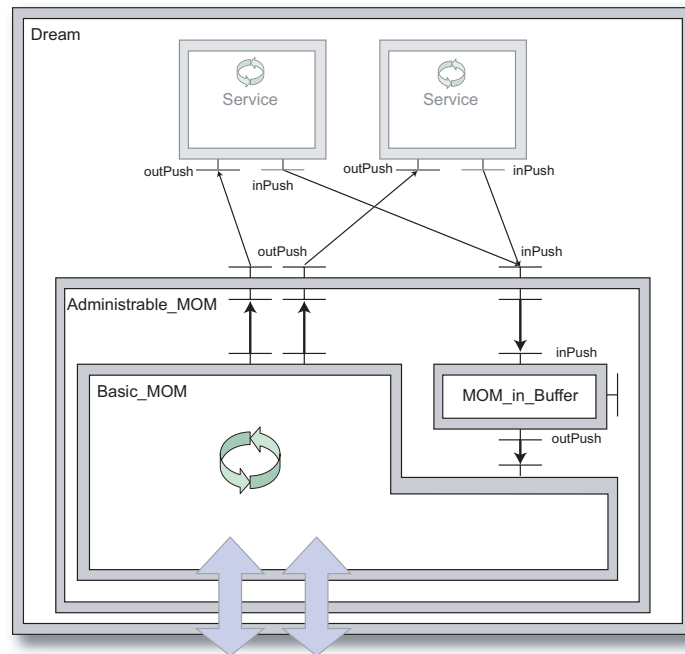 Dream
Service
Service
outPush
inPush
outPush
inPush
outPush
inPush
Administrable_MOM
inPush
Basic_MOM
MOM_in_Buffer
outPush